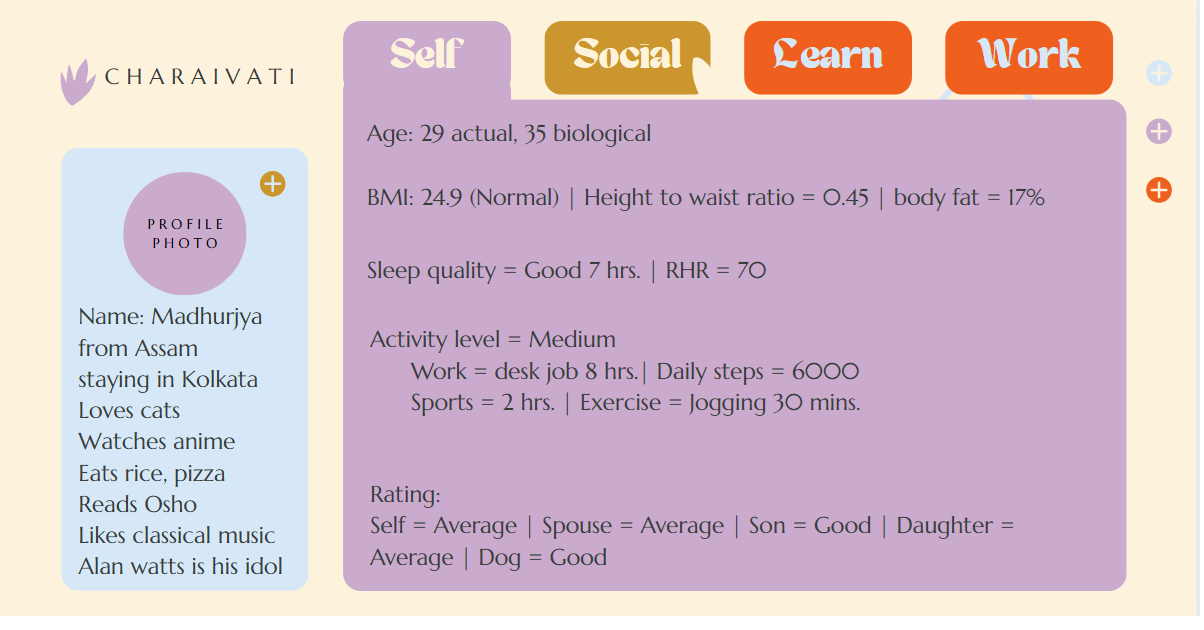 CHARAIVATI
Self
Social
Learn
Work
PROFILE
PHOTO
Name: Madhurjya
from Assam
staying in Kolkata
Loves cats
Watches anime
Eats rice, pizza
Reads Osho
Likes classical music
Alan watts is his idol
Age: 29 actual, 35 biological
BMI: 24.9 (Normal) | Height to waist ratio = 0.45 | body fat = 17%
Sleep quality = Good 7 hrs. | RHR = 70
Activity level = Medium
Work = desk job 8 hrs.| Daily steps = 6000
Sports = 2 hrs. | Exercise = Jogging 30 mins.
Rating:
Self = Average | Spouse = Average | Son = Good | Daughter =
Average | Dog = Good